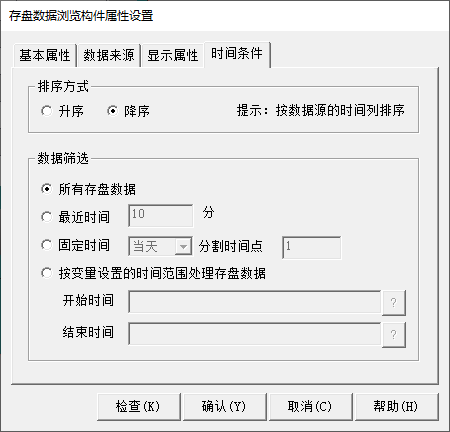 存盘数据浏览构件属性设置
基本属性 数据来源 显示属性 时间条件
排序方式
升序 降序 提示：按数据源的时间列排序
数据筛选
所有存盘数据
最近时间 10 分
固定时间 当天 分割时间点 1
按变量设置的时间范围处理存盘数据
开始时间 ?
结束时间 ?
检查(K) 确认(Y) 取消(C) 帮助(H)